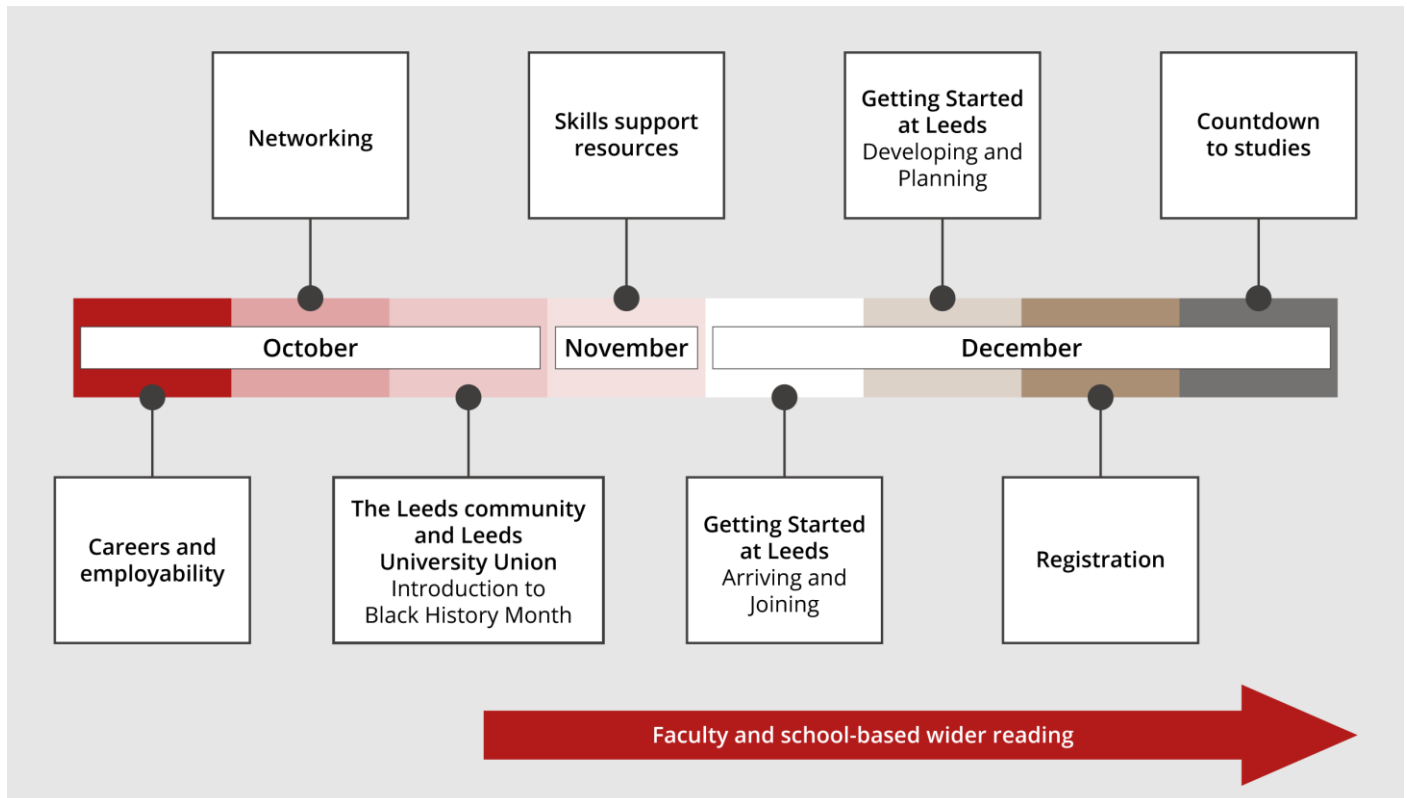 Networking
Skills support
resources
Getting Started
at Leeds
Developing and
Planning
Countdown
to studies
October
November
December
Careers and
employability
The Leeds community
and Leeds
University Union
Introduction to
Black History Month
Getting Started
at Leeds
Arriving and
Joining
Registration
Faculty and school-based wider reading